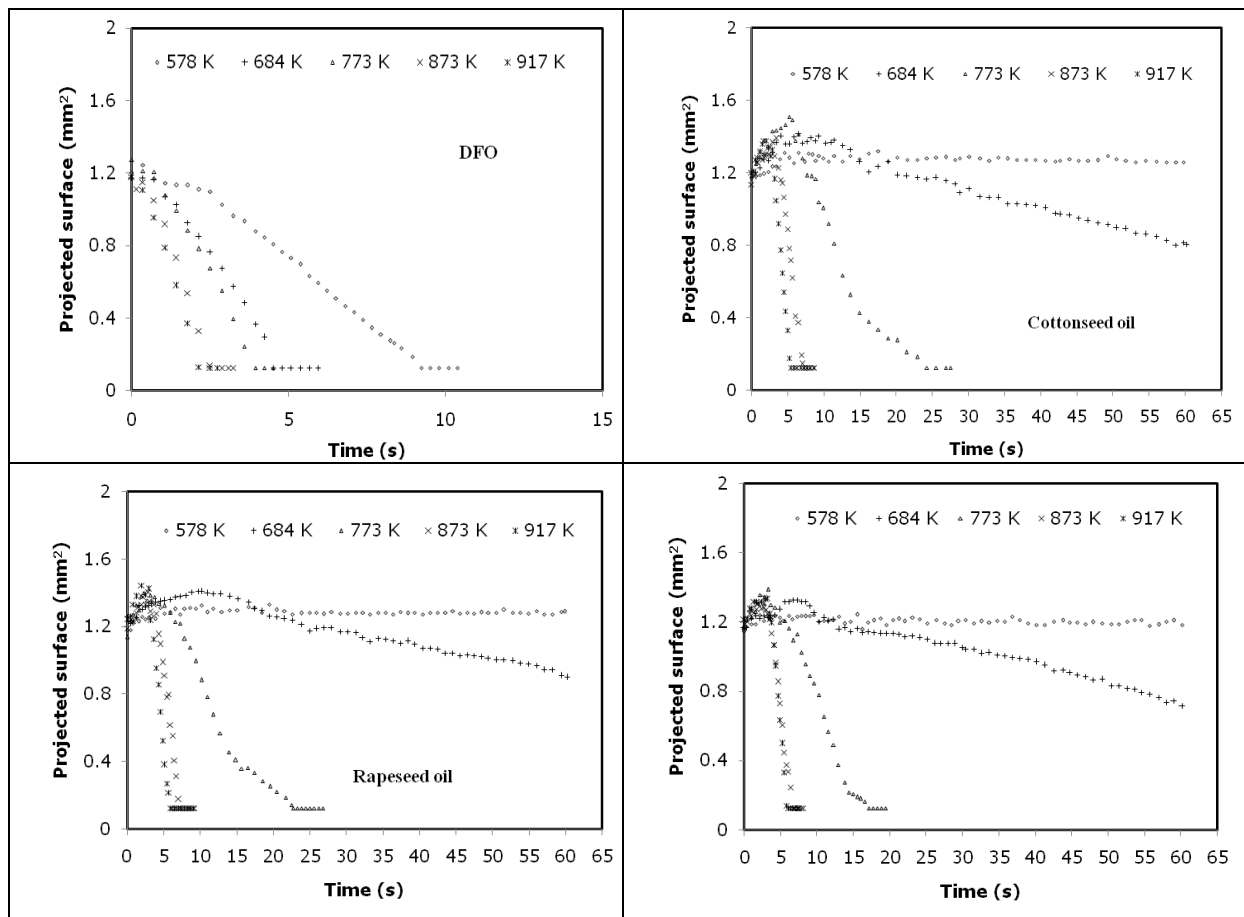 2
578 K 684 K 773 K 873 K 917 K
1.6
DFO
1.2
0.8
0.4
0
0 5 10 15
Projected surface (mm²)
Time (s)
2
578 K 684 K 773 K 873 K 917 K
1.6
1.2
0.8
0.4
Cottonseed oil
0
0 5 10 15 20 25 30 35 40 45 50 55 60 65
Projected surface (mm²)
Time (s)
2
578 K 684 K 773 K 873 K 917 K
1.6
1.2
0.8
0.4
Rapeseed oil
0
0 5 10 15 20 25 30 35 40 45 50 55 60 65
Projected surface (mm²)
Time (s)
2
578 K 684 K 773 K 873 K 917 K
1.6
1.2
0.8
0.4
0
0 5 10 15 20 25 30 35 40 45 50 55 60 65
Projected surface (mm²)
Time (s)